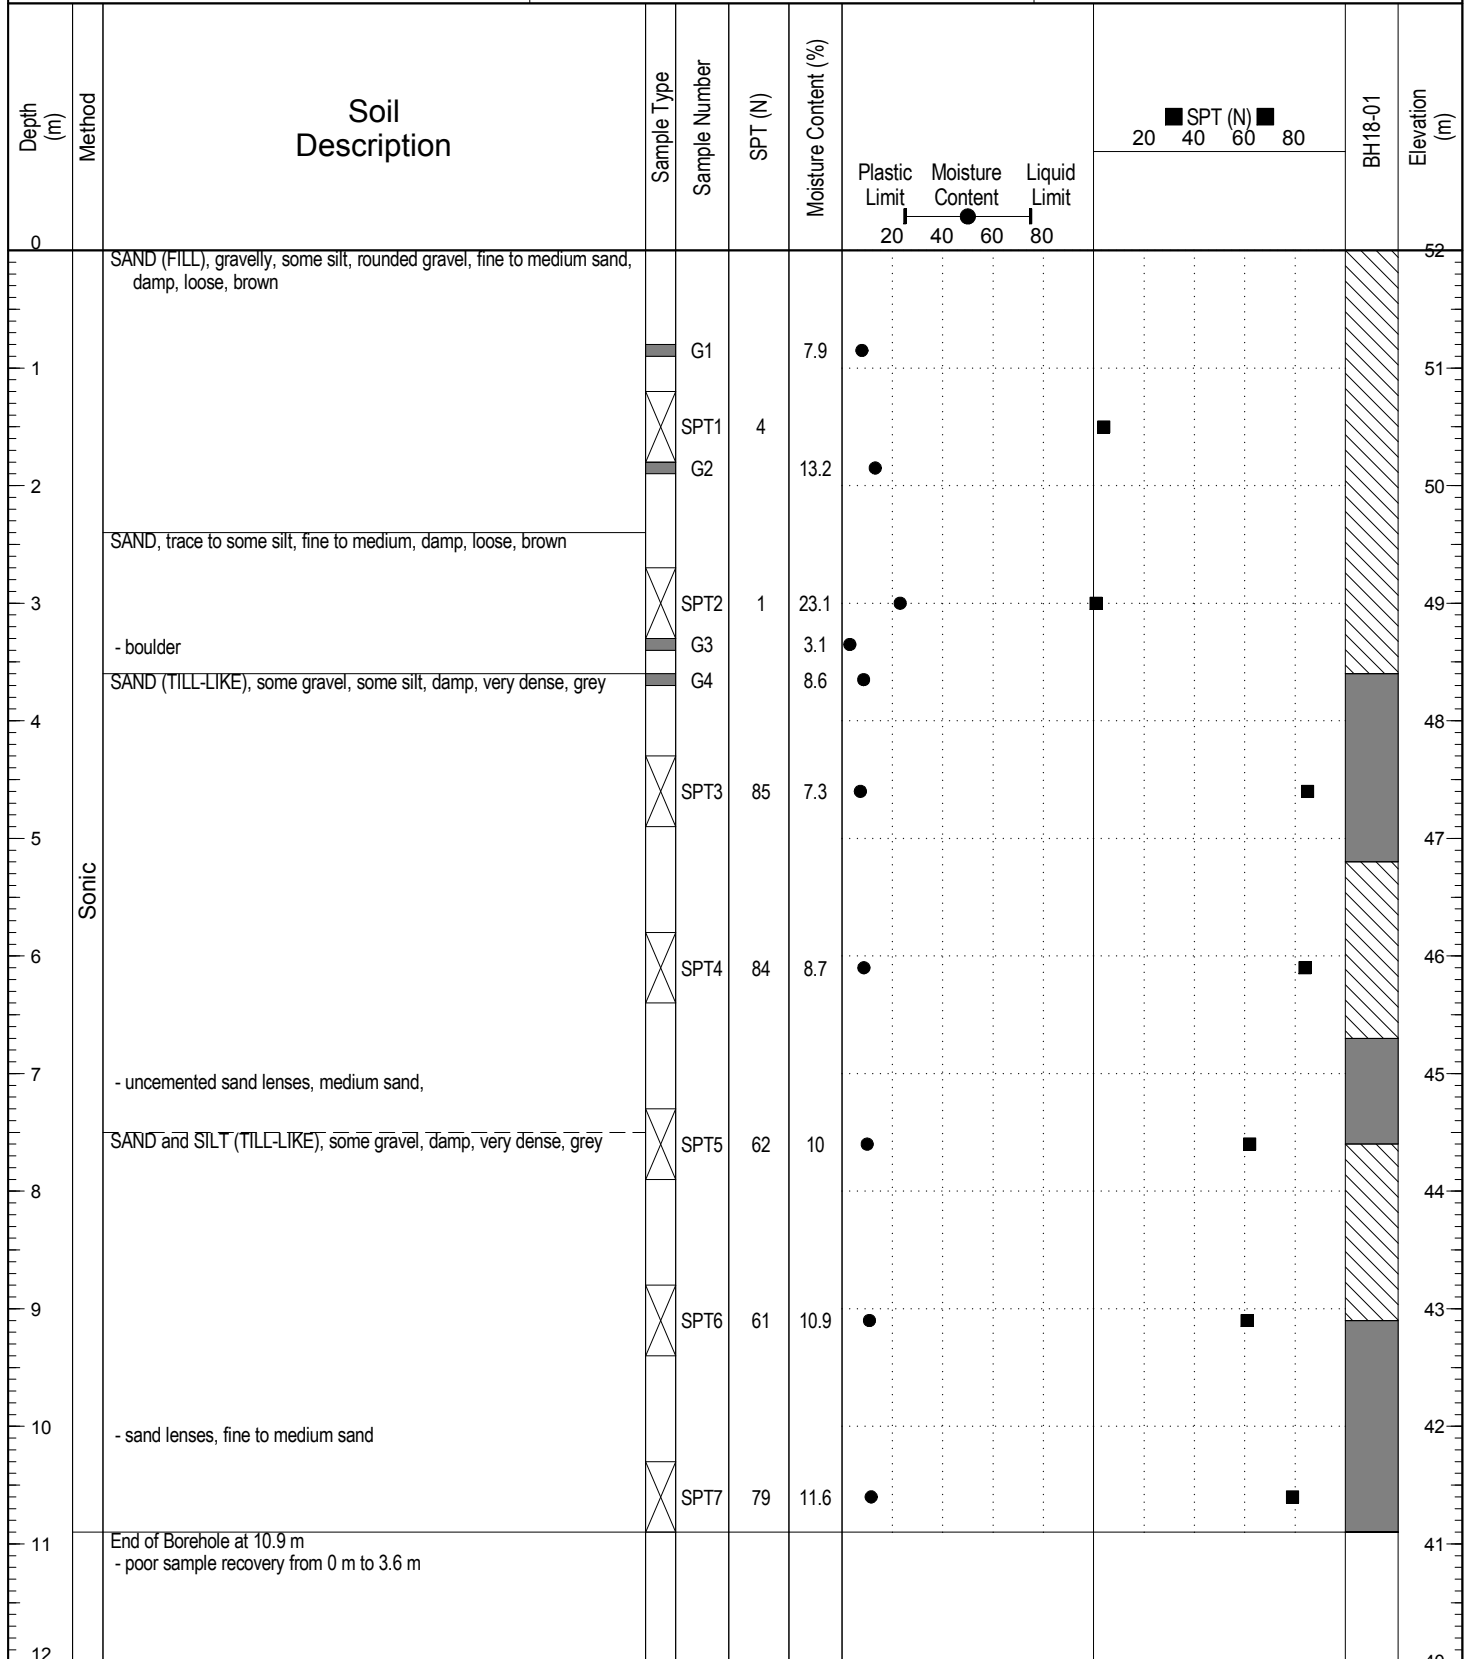 Depth
(m)
Method
Soil
Description
Sample Type
Sample Number
SPT (N)
Moisture Content (%)
Plastic Moisture Liquid
Limit Content Limit
20 40 60 80
SPT (N)
20 40 60 80
BH18-01
Elevation
(m)
0 52
SAND (FILL), gravelly, some silt, rounded gravel, fine to medium sand,
damp, loose, brown
G1 7.9
1 51
SPT1 4
G2 13.2
2 50
SAND, trace to some silt, fine to medium, damp, loose, brown
3 SPT2 1 23.1 49
- boulder G3 3.1
SAND (TILL-LIKE), some gravel, some silt, damp, very dense, grey G4 8.6
4 48
SPT3 85 7.3
5 47
Sonic
6 46
SPT4 84 8.7
7 45
- uncemented sand lenses, medium sand,
SAND and SILT (TILL-LIKE), some gravel, damp, very dense, grey SPT5 62 10
8 44
9 43
SPT6 61 10.9
10 42
- sand lenses, fine to medium sand
SPT7 79 11.6
End of Borehole at 10.9 m
11 41
- poor sample recovery from 0 m to 3.6 m
12 40